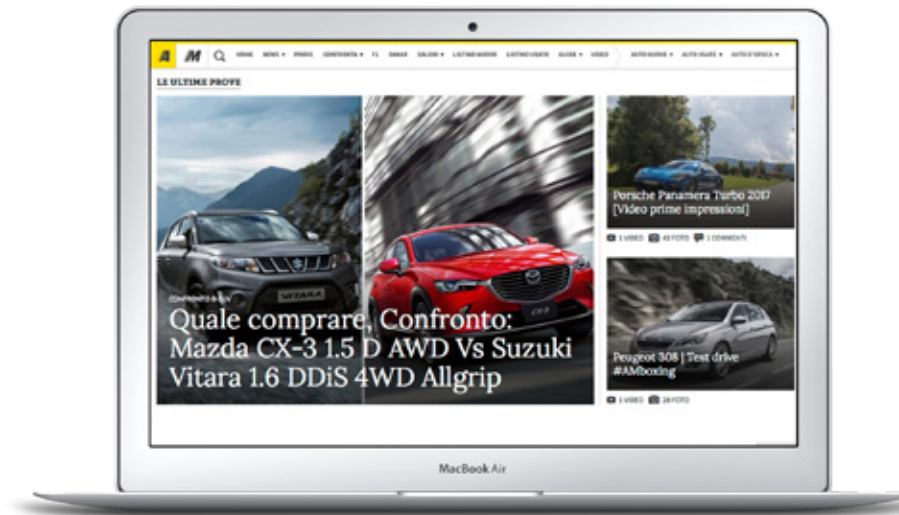 A M HOME NEWS PROVE CONFRONTA F1 DAKAR SALONI LISTINO NUOVO LISTINO USATO GUIDE VIDEO AUTO NUOVE AUTO USATE AUTO D'EPOCA
LE ULTIME PROVE
VITARA
CX-3
CONFRONTO B-SUV
Quale comprare, Confronto:
Mazda CX-3 1.5 D AWD Vs Suzuki
Vitara 1.6 DDiS 4WD Allgrip
Porsche Panamera Turbo 2017
[Video prime impressioni]
1 VIDEO 42 FOTO 1 COMMENTI
Peugeot 308 | Test drive
#AMboxing
1 VIDEO 28 FOTO
MacBook Air